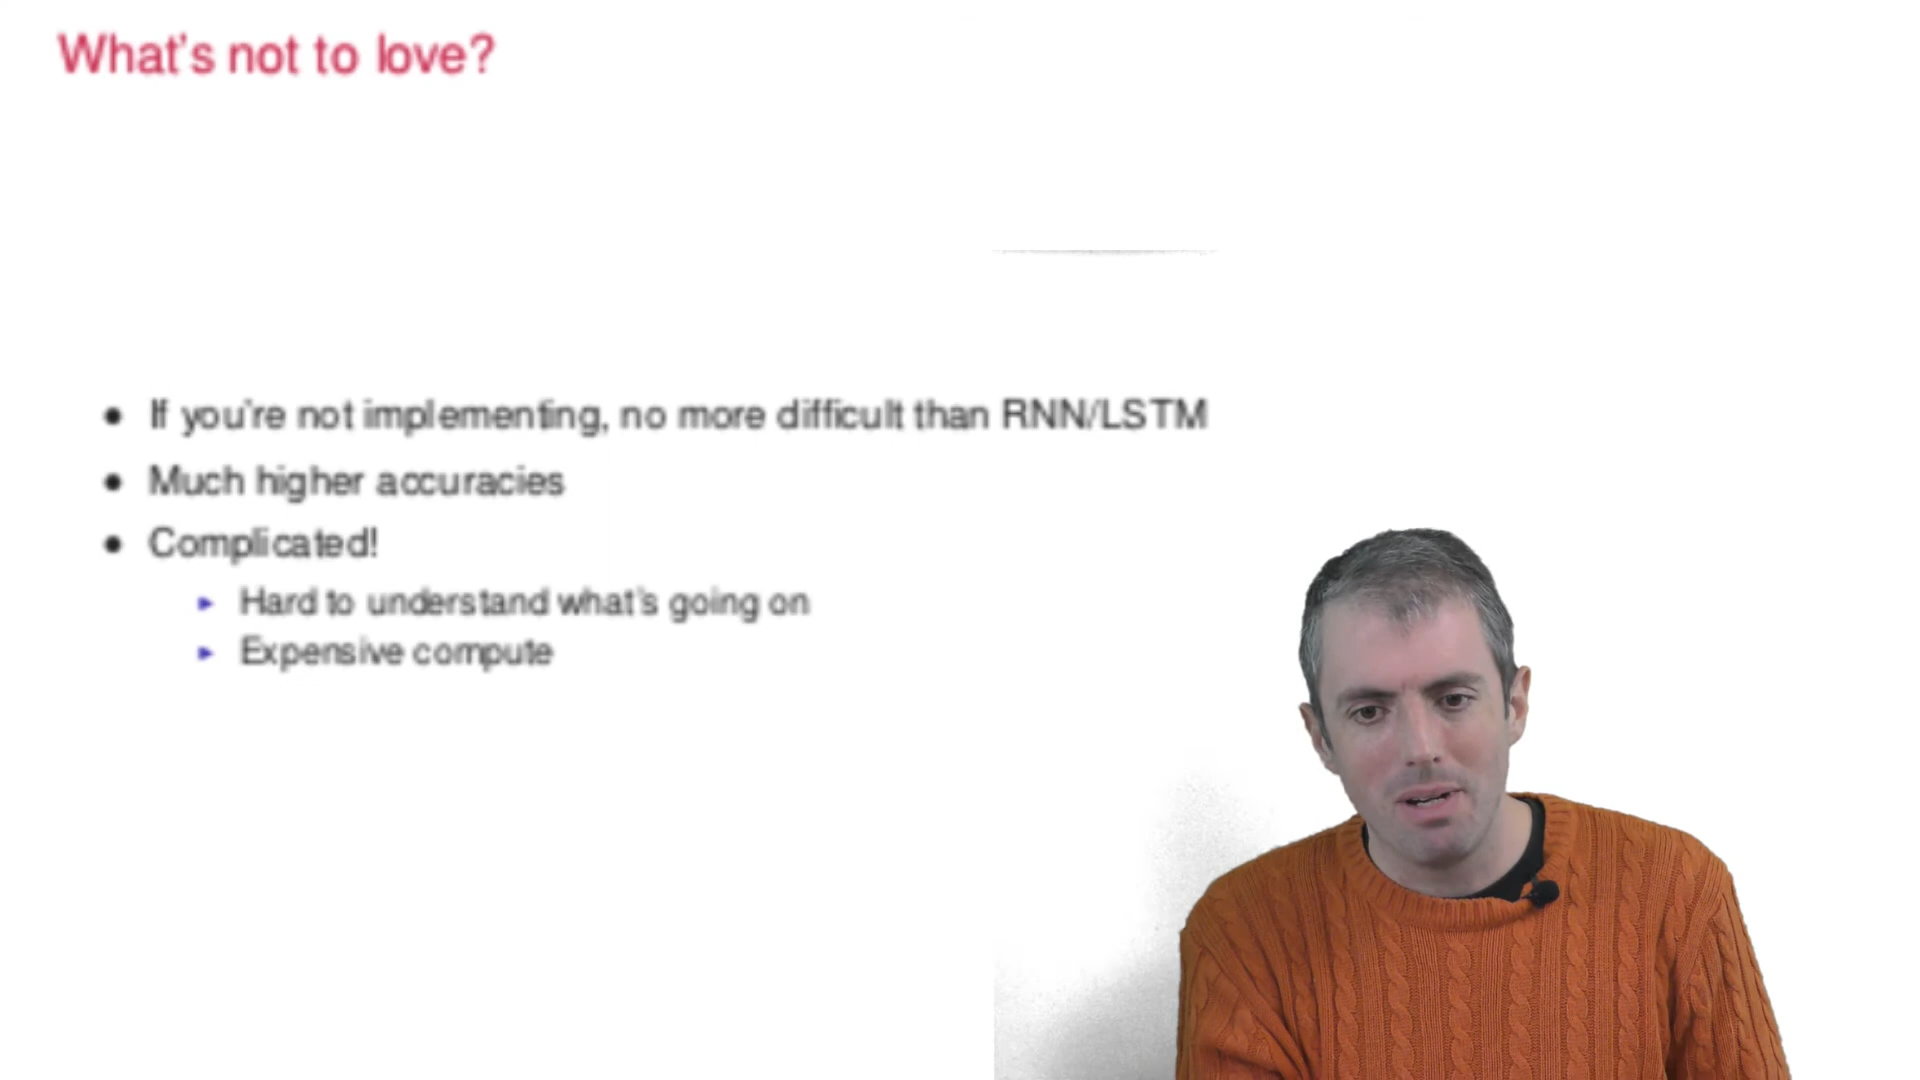 What's not to love?
• If you're not implementing, no more difficult than RNN/LSTM
• Much higher accuracies
• Complicated!
▶ Hard to understand what's going on
▶ Expensive compute